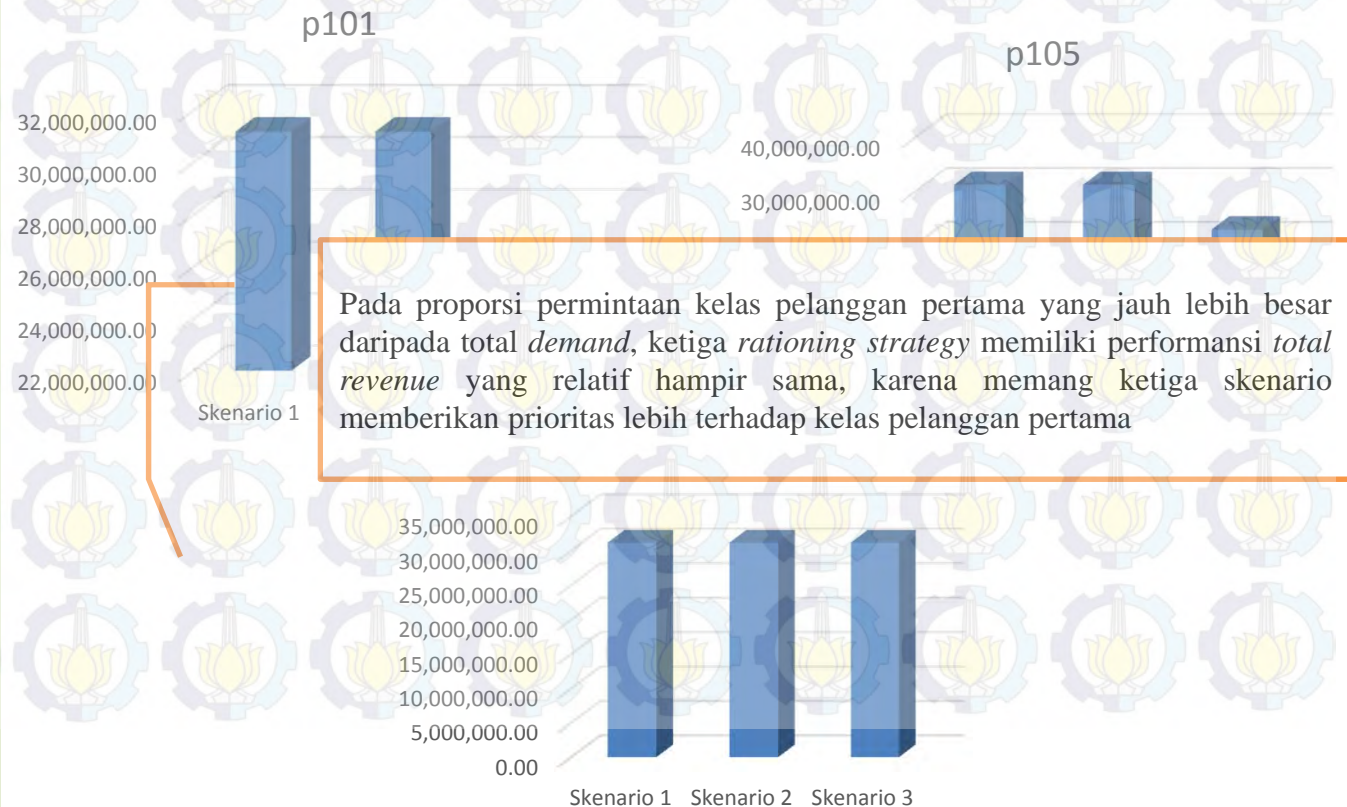 p101
32,000,000.00
30,000,000.00
28,000,000.00
26,000,000.00
24,000,000.00
22,000,000.00
Skenario 1
p105
40,000,000.00
30,000,000.00
Pada proporsi permintaan kelas pelanggan pertama yang jauh lebih besar
daripada total demand, ketiga rationing strategy memiliki performansi total
revenue yang relatif hampir sama, karena memang ketiga skenario
memberikan prioritas lebih terhadap kelas pelanggan pertama
35,000,000.00
30,000,000.00
25,000,000.00
20,000,000.00
15,000,000.00
10,000,000.00
5,000,000.00
0.00
Skenario 1 Skenario 2 Skenario 3